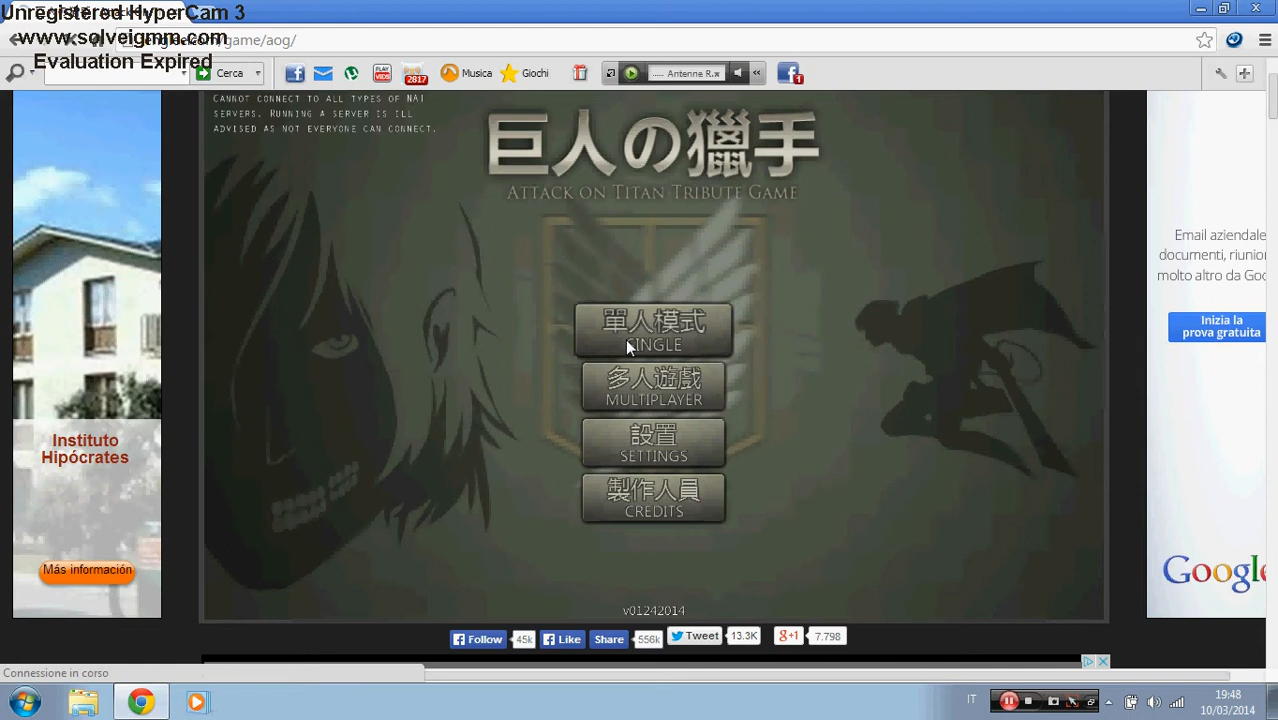 Unregistered HyperCam 3
www.solveigmm.com
Evaluation Expired
/game/aog/
Cerca
2817
Musica
Giochi
.... Antenne R.
1
CANNOT CONNECT TO ALL TYPES OF NAT
SERVERS. RUNNING A SERVER IS ILL
ADVISED AS NOT EVERYONE CAN CONNECT.
巨人の獵手
ATTACK ON TITAN TRIBUTE GAME
單人模式
SINGLE
多人遊戲
MULTIPLAYER
設置
SETTINGS
製作人員
CREDITS
v01242014
Instituto
Hipócrates
Más información
Email aziendale
documenti, riunion
molto altro da Goo
Inizia la
prova gratuita
Google
Follow 45k Like Share 556k Tweet 13.3K +1 7.798
Connessione in corso
IT
19:48
10/03/2014